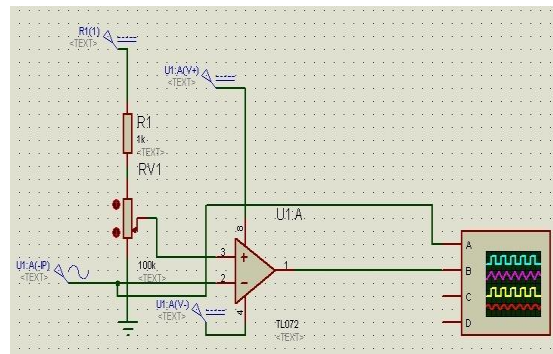 R1(1)
<TEXT>
U1:A(V+)
<TEXT>
R1
1k
<TEXT>
RV1
U1:A
8
A
3
B
1
U1:A(-IP)
<TEXT>
100k
<TEXT>
2
C
U1:A(V-)
<TEXT>
4
TL072
<TEXT>
D